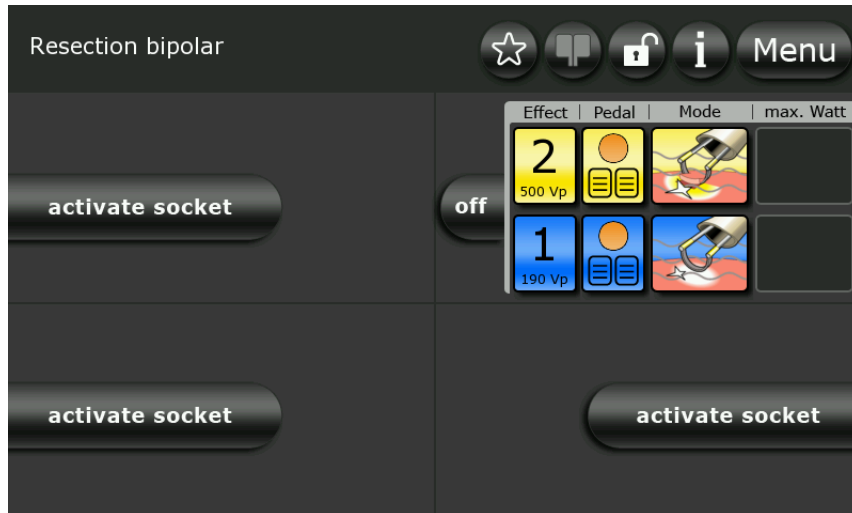 Resection bipolar
i
Menu
Effect | Pedal | Mode | max. Watt
2
500 Vp
activate socket
off
1
190 Vp
activate socket
activate socket